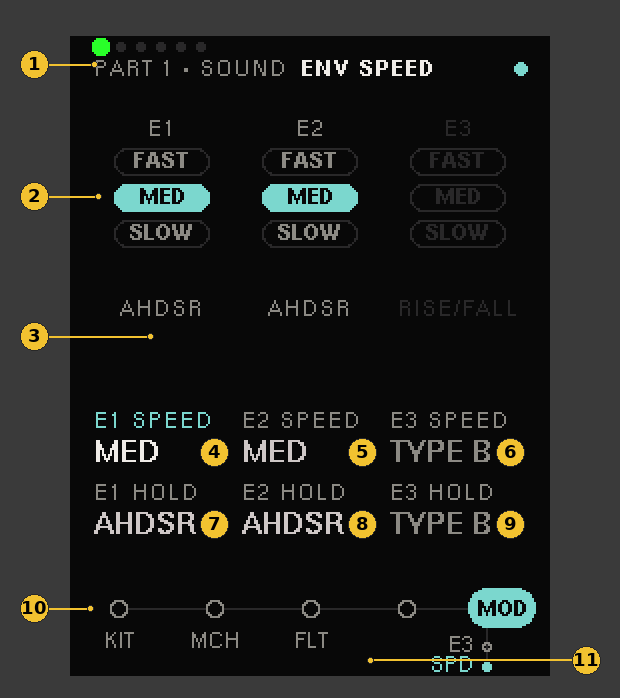 1 PART 1 · SOUND ENV SPEED
E1 E2 E3
FAST FAST FAST
2 MED MED MED
SLOW SLOW SLOW
AHDSR AHDSR RISE/FALL
3
E1 SPEED E2 SPEED E3 SPEED
MED 4 MED 5 TYPE B 6
E1 HOLD E2 HOLD E3 HOLD
AHDSR 7 AHDSR 8 TYPE B 9
10 MOD
KIT MCH FLT E3
SPD 11